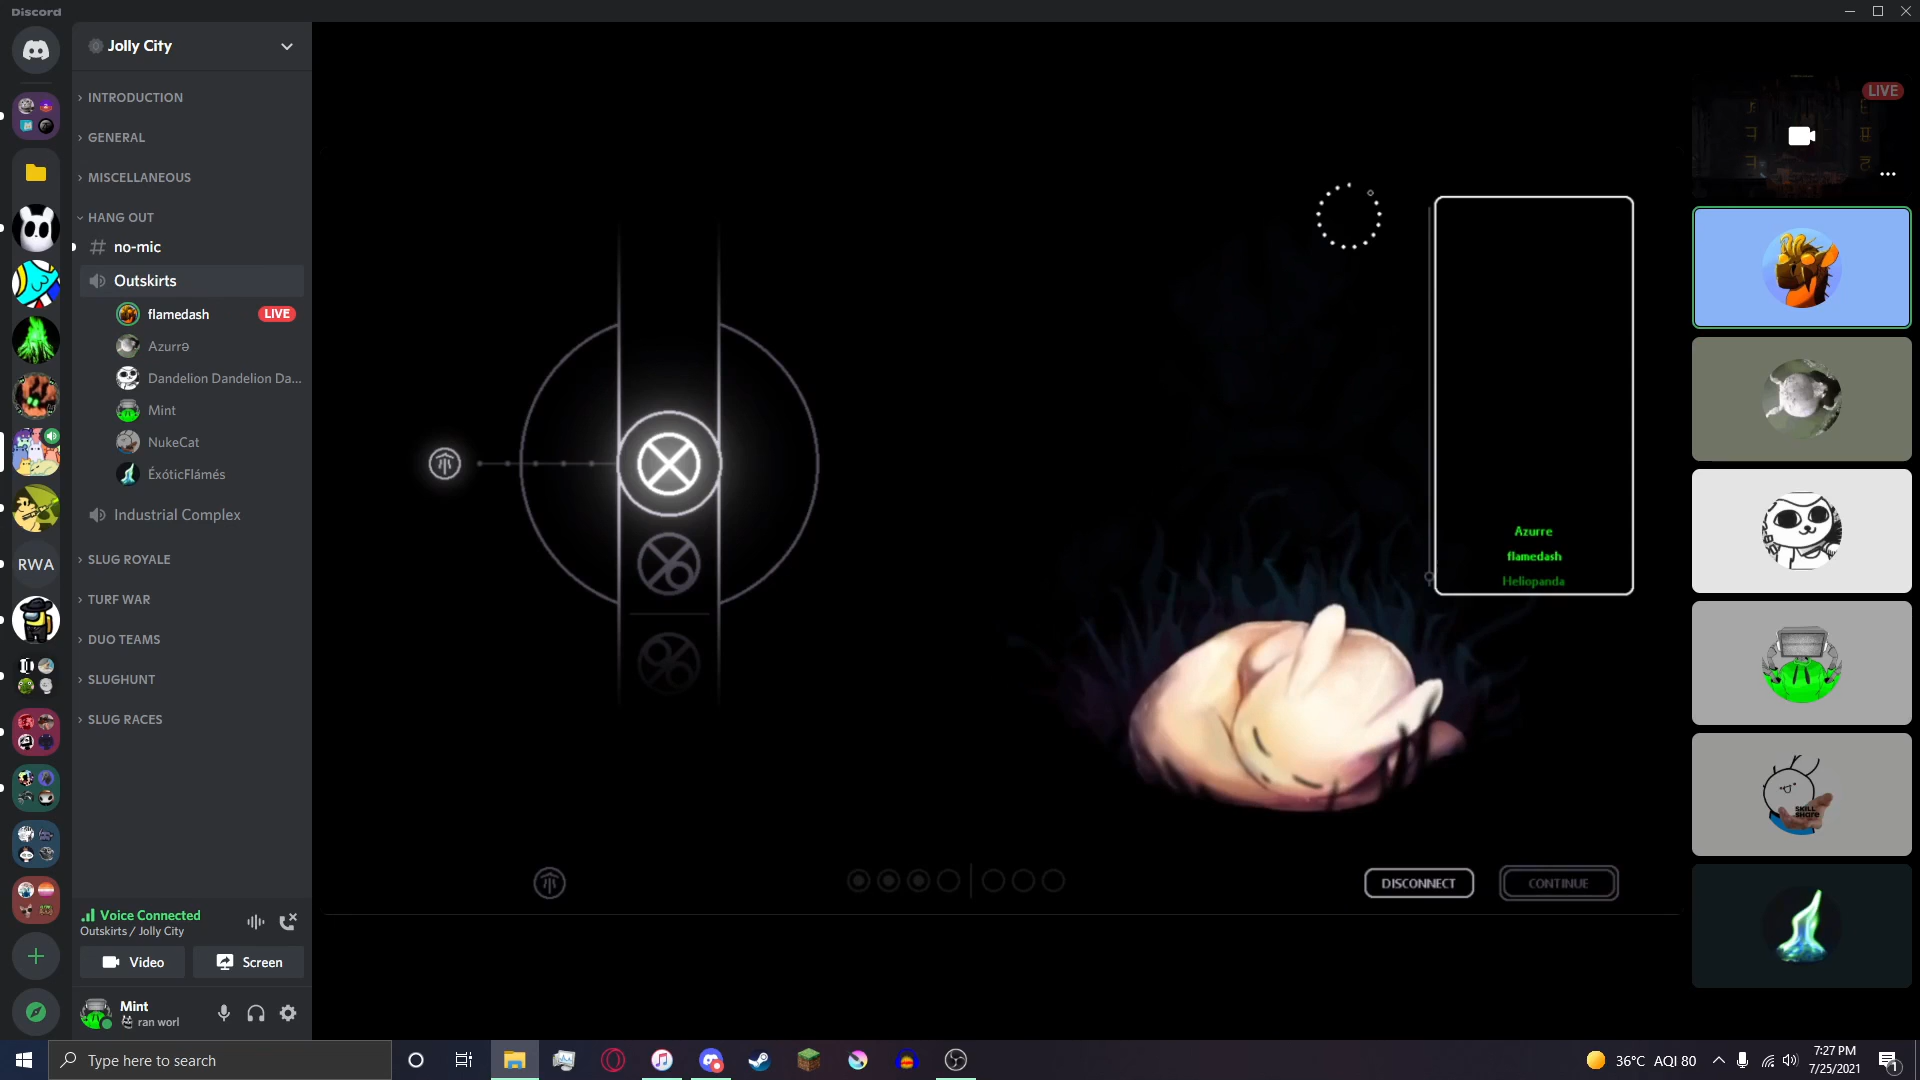 Discord
Jolly City
INTRODUCTION
GENERAL
MISCELLANEOUS
HANG OUT
no-mic
Outskirts
flamedash
LIVE
Azurrə
Dandelion Dandelion Da...
Mint
NukeCat
ÉxóticFlámés
Industrial Complex
SLUG ROYALE
TURF WAR
DUO TEAMS
SLUGHUNT
SLUG RACES
RWA
Voice Connected
Outskirts / Jolly City
Video
Screen
Mint
ran worl
Azurre
flamedash
Heliopanda
DISCONNECT
CONTINUE
LIVE
SKILL
SHARE
Type here to search
36°C AQI 80
7:27 PM
7/25/2021
1